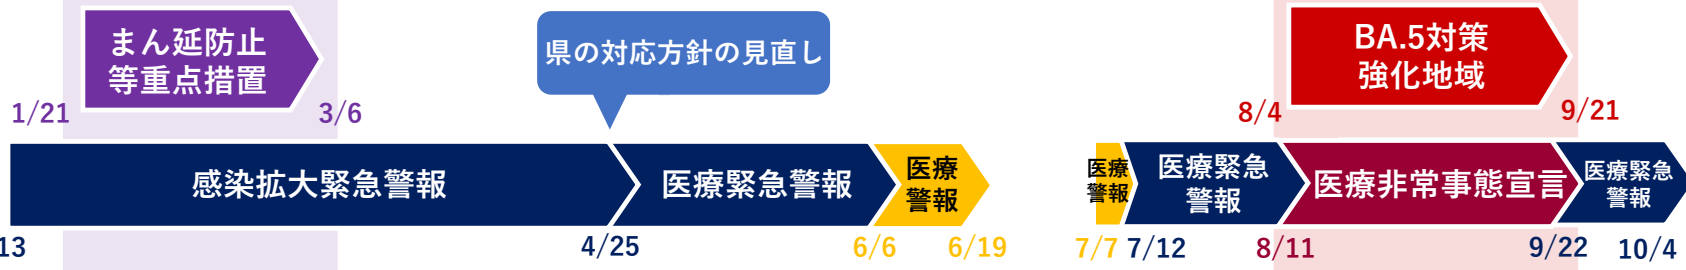 まん延防止
等重点措置
県の対応方針の見直し
BA.5対策
強化地域
1/21
3/6
8/4
9/21
感染拡大緊急警報
医療緊急警報
医療
警報
医療
警報
医療緊急
警報
医療非常事態宣言
医療緊急
警報
13
4/25
6/6
6/19
7/7
7/12
8/11
9/22
10/4